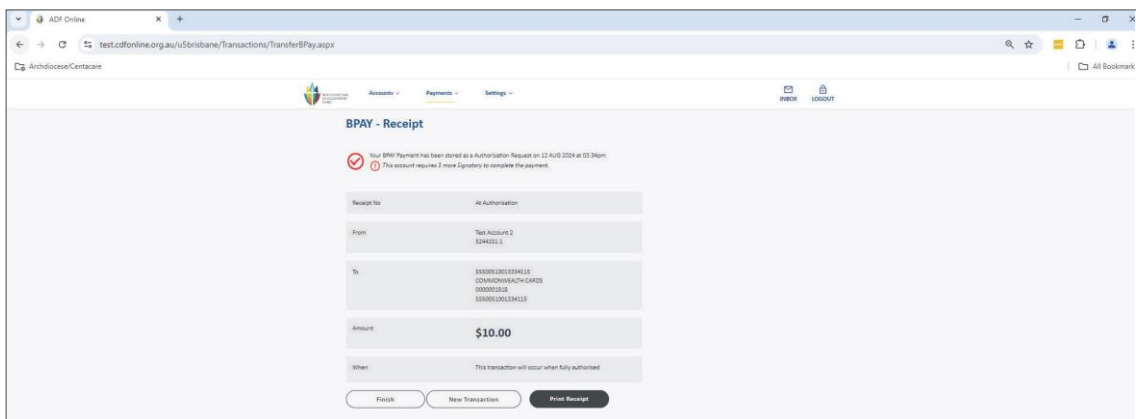 ADF Online
test.cdfonline.org.au/u5brisbane/Transactions/TransferBPay.aspx
Archdiocese/Centacare
All Bookmark
Accounts
Payments
Settings
INBOX
LOGOUT
BPAY - Receipt
Your BPAY Payment has been stored as a Authorisation Request on 12 AUG 2024 at 03:34pm
This account requires 1 more Signatory to complete the payment.
Receipt No At Authorisation
From Test Account 2
To
COMMONWEALTH CARDS
Amount $10.00
When This transaction will occur when fully authorised
Finish New Transaction Print Receipt